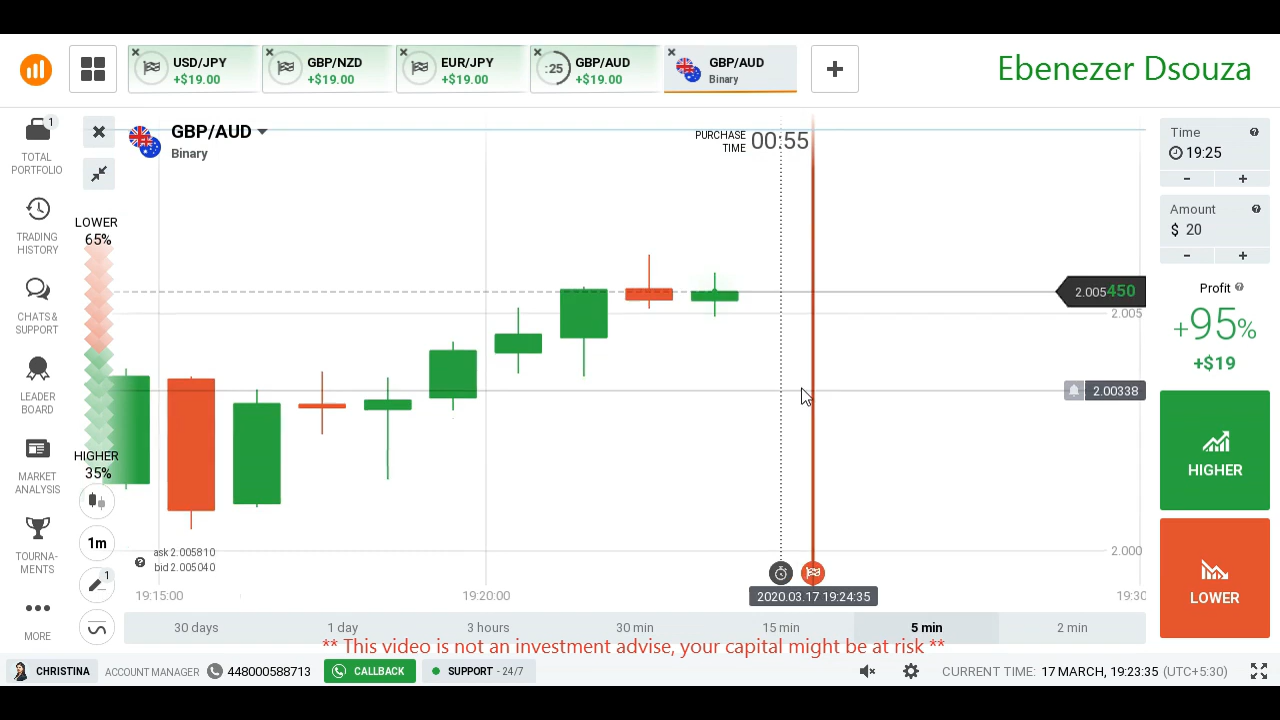 USD/JPY
+$19.00
GBP/NZD
+$19.00
EUR/JPY
+$19.00
:25
GBP/AUD
+$19.00
GBP/AUD
Binary
+
Ebenezer Dsouza
1
TOTAL
PORTFOLIO
TRADING
HISTORY
CHATS &
SUPPORT
LEADER
BOARD
MARKET
ANALYSIS
TOURNA-
MENTS
MORE
GBP/AUD
Binary
LOWER
65%
HIGHER
35%
1m
1
PURCHASE
TIME
00:55
2.005450
2.005
2.00338
2.000
ask 2.005810
bid 2.005040
19:15:00
19:20:00
2020.03.17 19:24:35
19:30
30 days
1 day
3 hours
30 min
15 min
5 min
2 min
Time
19:25
- +
Amount
$ 20
- +
Profit
+95%
+$19
HIGHER
LOWER
** This video is not an investment advise, your capital might be at risk **
CHRISTINA
ACCOUNT MANAGER
448000588713
CALLBACK
SUPPORT - 24/7
CURRENT TIME: 17 MARCH, 19:23:35 (UTC+5:30)